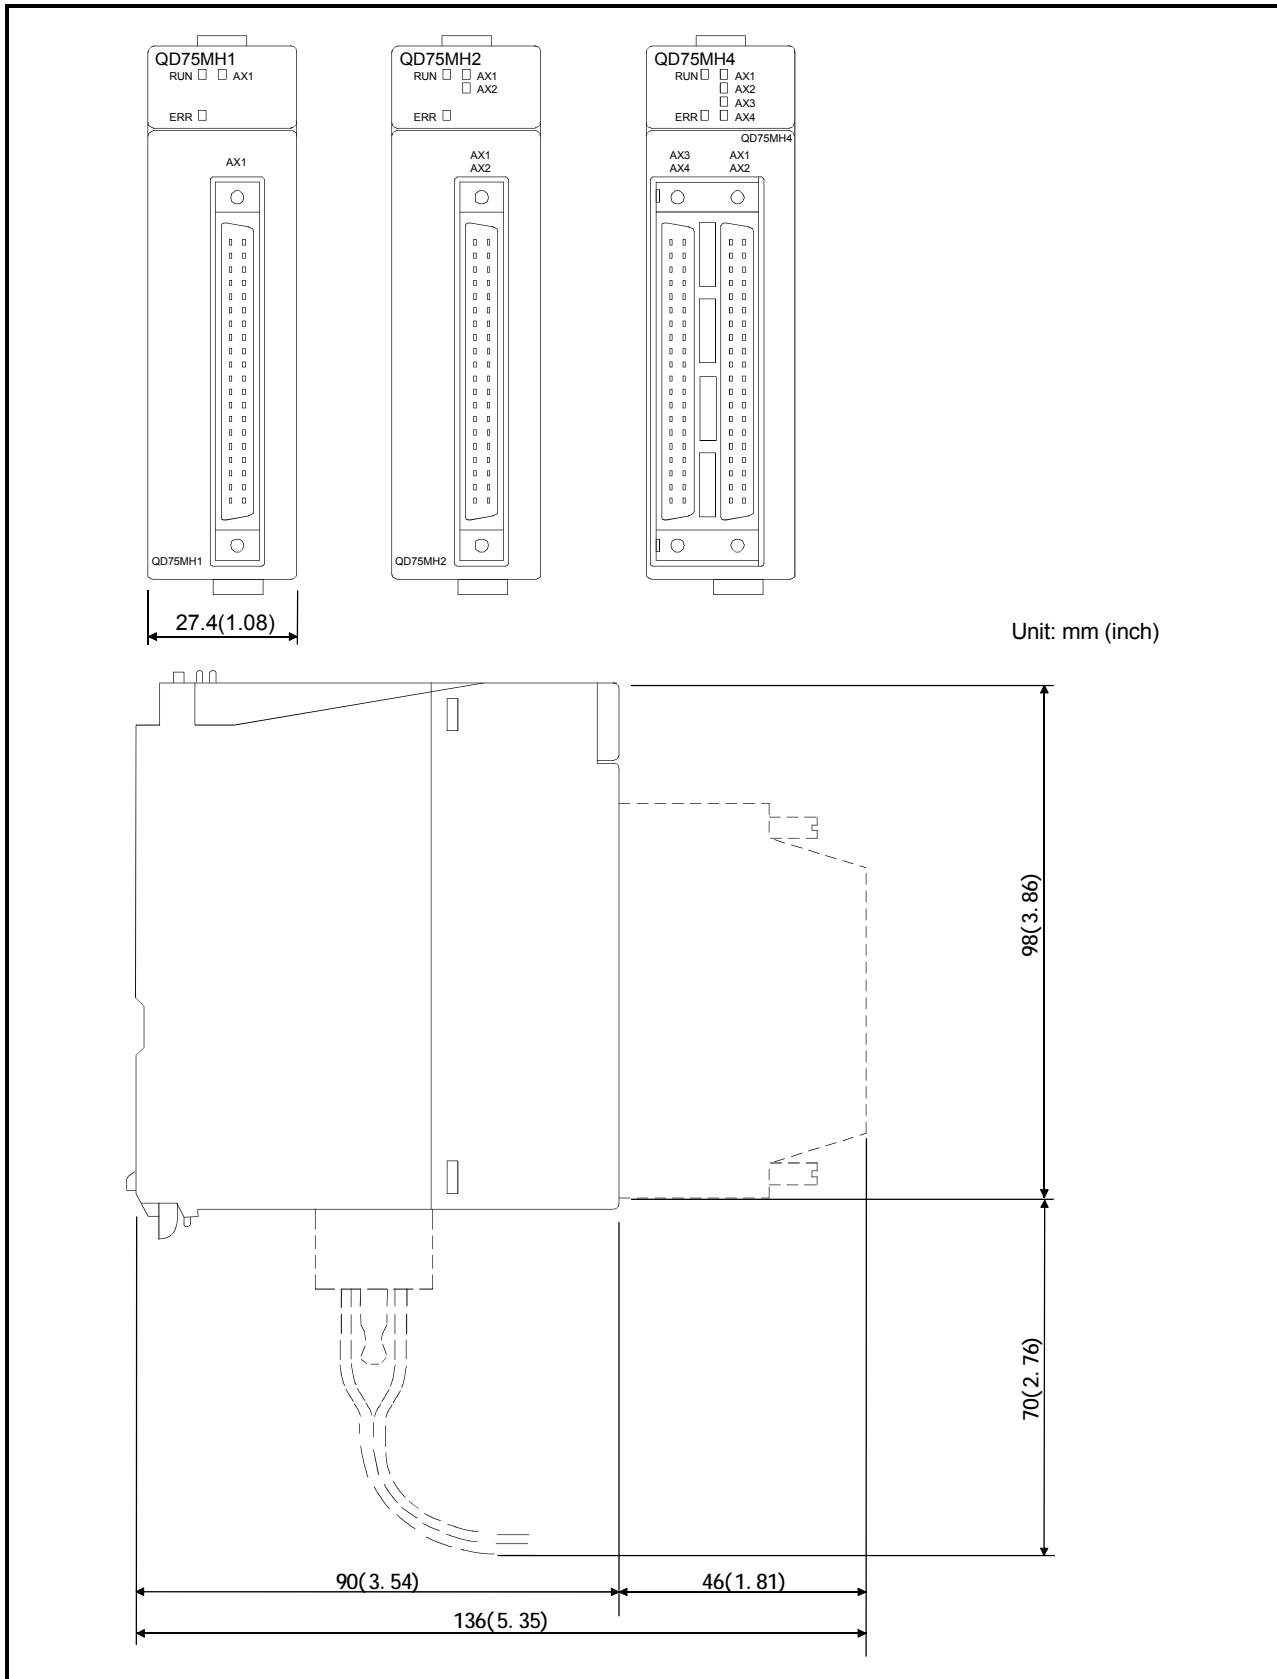 QD75MH1
RUN AX1
ERR
AX1
QD75MH1
QD75MH2
RUN AX1
AX2
ERR
AX1
AX2
QD75MH2
QD75MH4
RUN AX1
AX2
AX3
ERR AX4
QD75MH4
AX3 AX1
AX4 AX2
27.4(1.08)
Unit: mm (inch)
98(3.86)
70(2.76)
90(3.54)
46(1.81)
136(5.35)